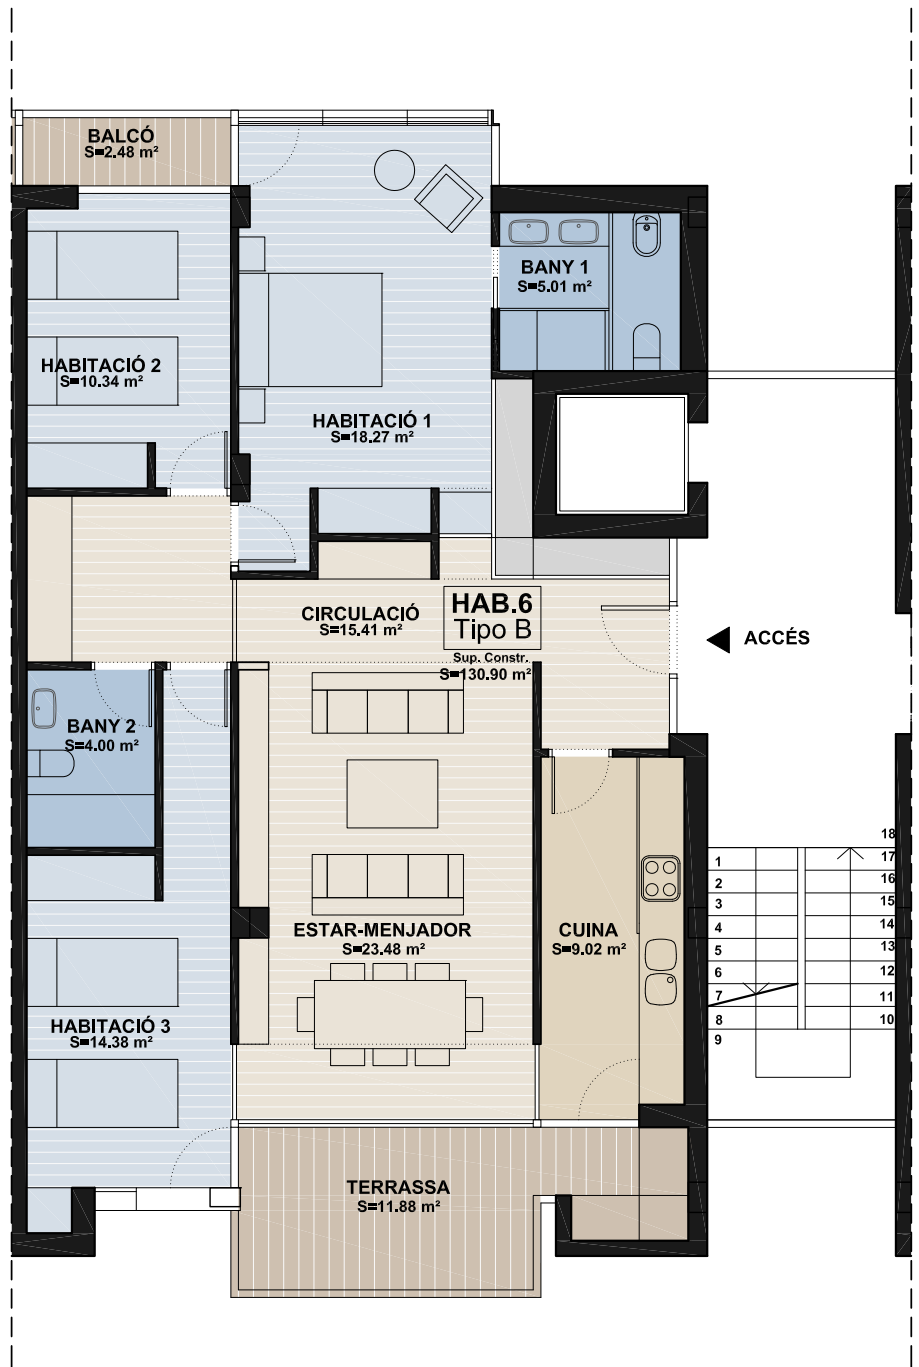 BALCÓ
S=2.48 m²
BANY 1
S=5.01 m²
HABITACIÓ 2
S=10.34 m²
HABITACIÓ 1
S=18.27 m²
HAB.6
Tipo B
CIRCULACIÓ
S=15.41 m²
Sup. Constr.
S=130.90 m²
ACCÉS
BANY 2
S=4.00 m²
ESTAR-MENJADOR
S=23.48 m²
CUINA
S=9.02 m²
HABITACIÓ 3
S=14.38 m²
TERRASSA
S=11.88 m²
1
2
3
4
5
6
7
8
9
18
17
16
15
14
13
12
11
10